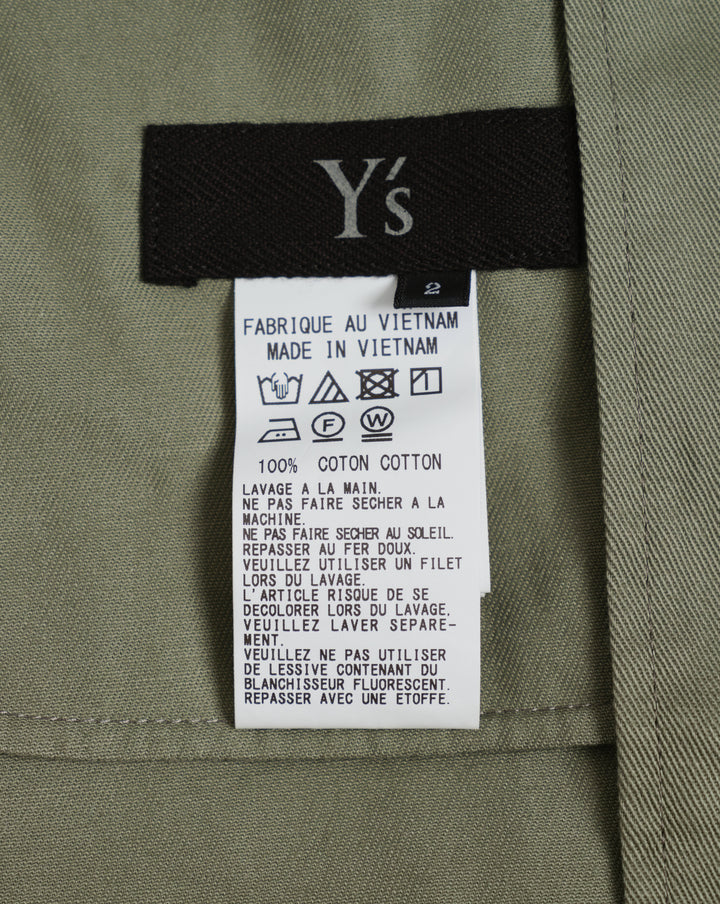 Y's
2
FABRIQUE AU VIETNAM
MADE IN VIETNAM
F W
100% COTON COTTON
LAVAGE A LA MAIN.
NE PAS FAIRE SECHER A LA
MACHINE.
NE PAS FAIRE SECHER AU SOLEIL.
REPASSER AU FER DOUX.
VEUILLEZ UTILISER UN FILET
LORS DU LAVAGE.
L'ARTICLE RISQUE DE SE
DECOLORER LORS DU LAVAGE,
VEUILLEZ LAVER SEPARE-
MENT.
VEUILLEZ NE PAS UTILISER
DE LESSIVE CONTENANT DU
BLANCHISSEUR FLUORESCENT.
REPASSER AVEC UNE ETOFFE.